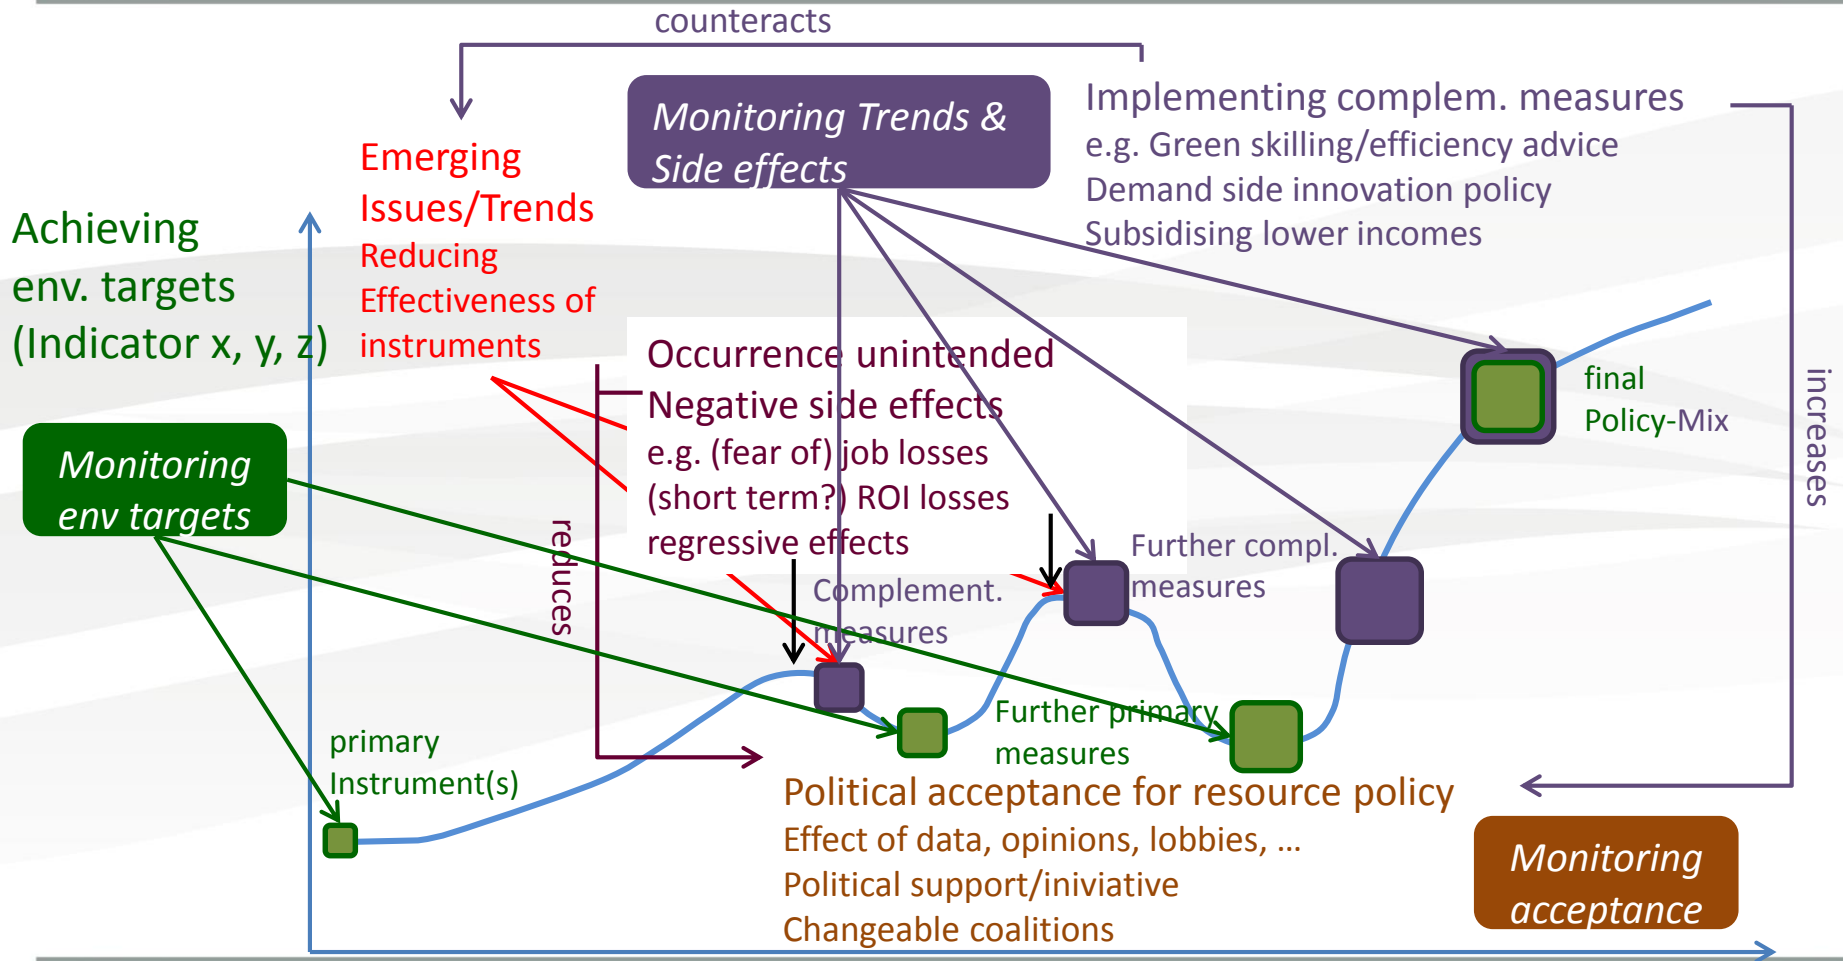 counteracts
Monitoring Trends &
Side effects
Implementing complem. measures
e.g. Green skilling/efficiency advice
Demand side innovation policy
Subsidising lower incomes
Emerging
Issues/Trends
Reducing
Effectiveness of
instruments
Achieving
env. targets
(Indicator x, y, z)
Occurrence unintended
Negative side effects
e.g. (fear of) job losses
(short term?) ROI losses
regressive effects
final
Policy-Mix
increases
Monitoring
env targets
reduces
Further compl.
measures
Complement.
measures
Further primary
measures
primary
Instrument(s)
Political acceptance for resource policy
Effect of data, opinions, lobbies, ...
Political support/iniviative
Changeable coalitions
Monitoring
acceptance